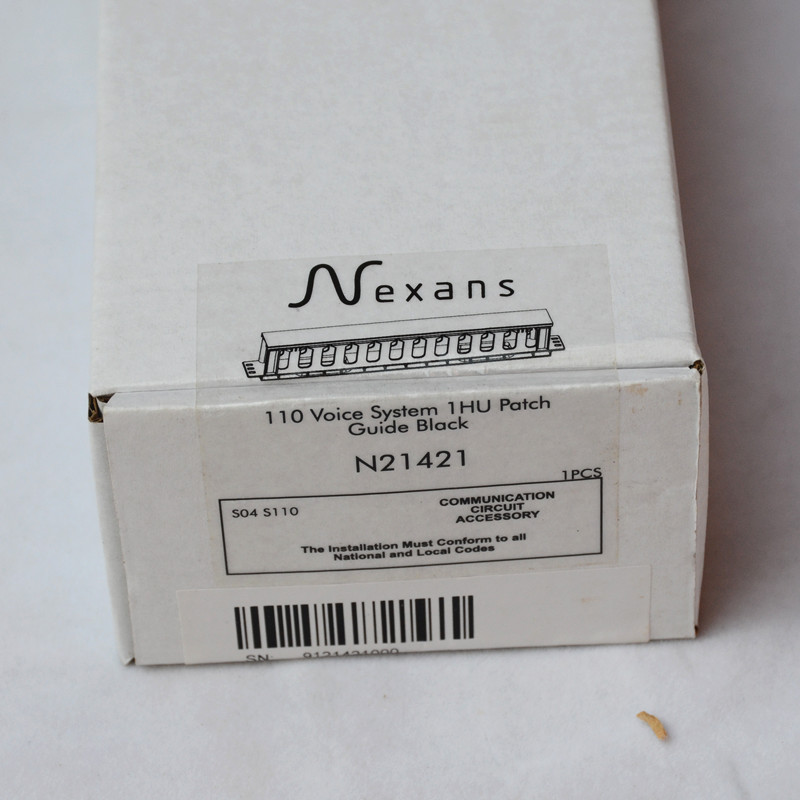 Nexans
110 Voice System 1HU Patch
Guide Black
N21421
1PCS
S04 S110
COMMUNICATION
CIRCUIT
ACCESSORY
The Installation Must Conform to all
National and Local Codes
SN: